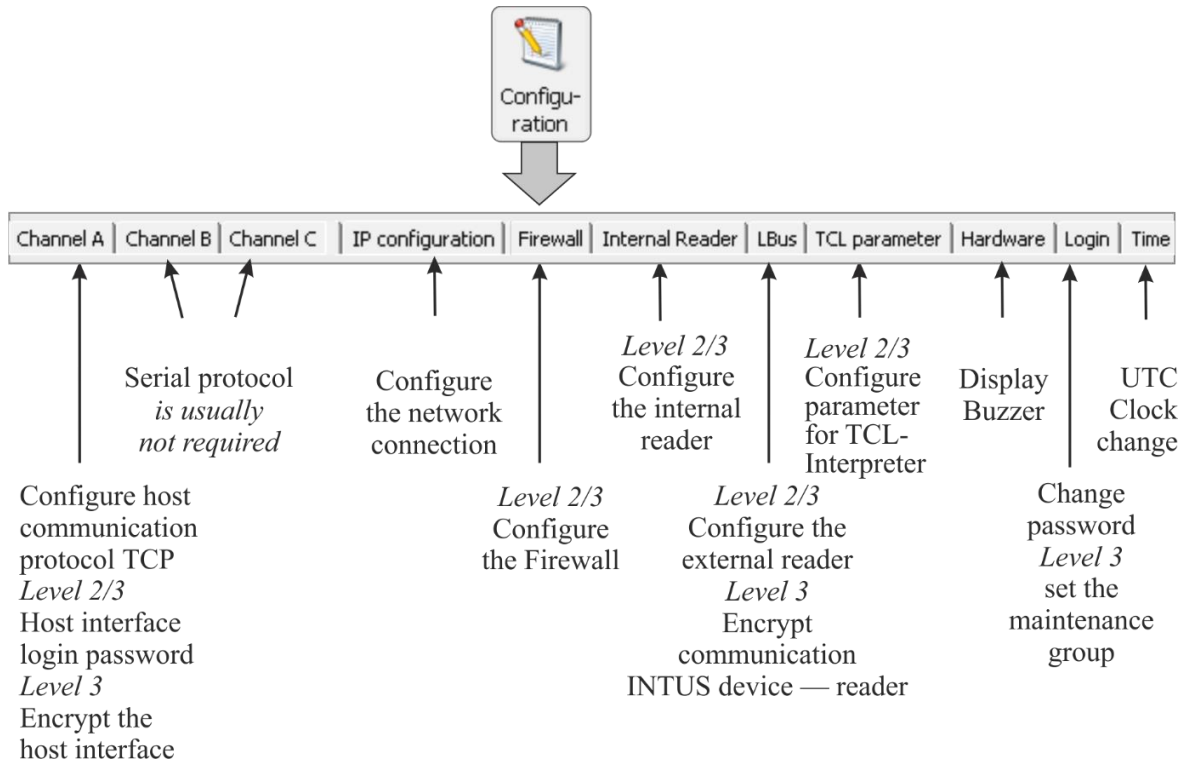 Configu-
ration
Channel A
Channel B
Channel C
IP configuration
Firewall
Internal Reader
LBus
TCL parameter
Hardware
Login
Time
Serial protocol
is usually
not required
Configure
the network
connection
Level 2/3
Configure
the internal
reader
Level 2/3
Configure
parameter
for TCL-
Interpreter
Display
Buzzer
UTC
Clock
change
Configure host
communication
protocol TCP
Level 2/3
Host interface
login password
Level 3
Encrypt the
host interface
Level 2/3
Configure
the Firewall
Level 2/3
Configure the
external reader
Level 3
Encrypt
communication
INTUS device — reader
Change
password
Level 3
set the
maintenance
group